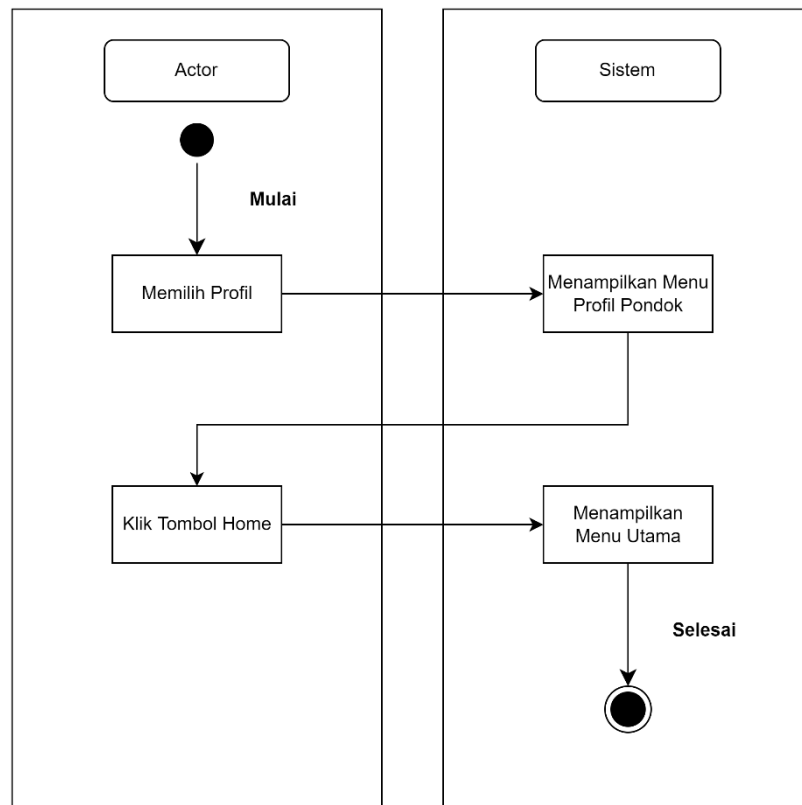 Actor
Sistem
Mulai
Memilih Profil
Menampilkan Menu
Profil Pondok
Klik Tombol Home
Menampilkan
Menu Utama
Selesai